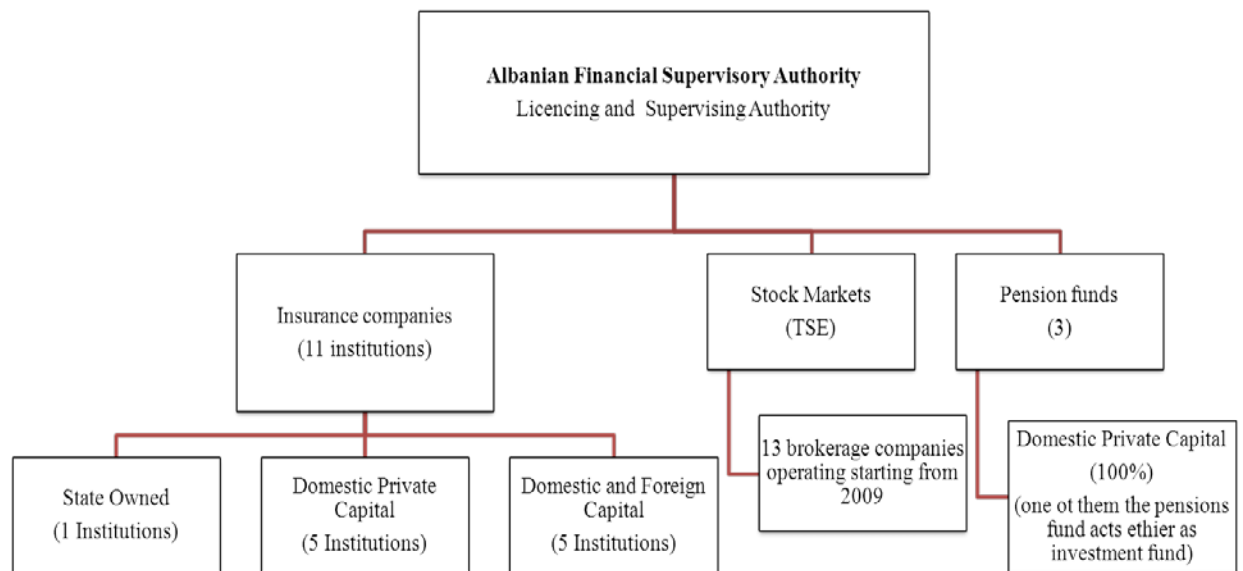 Albanian Financial Supervisory Authority
Licencing and Supervising Authority
Insurance companies
(11 institutions)
Stock Markets
(TSE)
Pension funds
(3)
State Owned
(1 Institutions)
Domestic Private
Capital
(5 Institutions)
Domestic and Foreign
Capital
(5 Institutions)
13 brokerage companies
operating starting from
2009
Domestic Private Capital
(100%)
(one ot them the pensions
fund acts ethier as
investment fund)